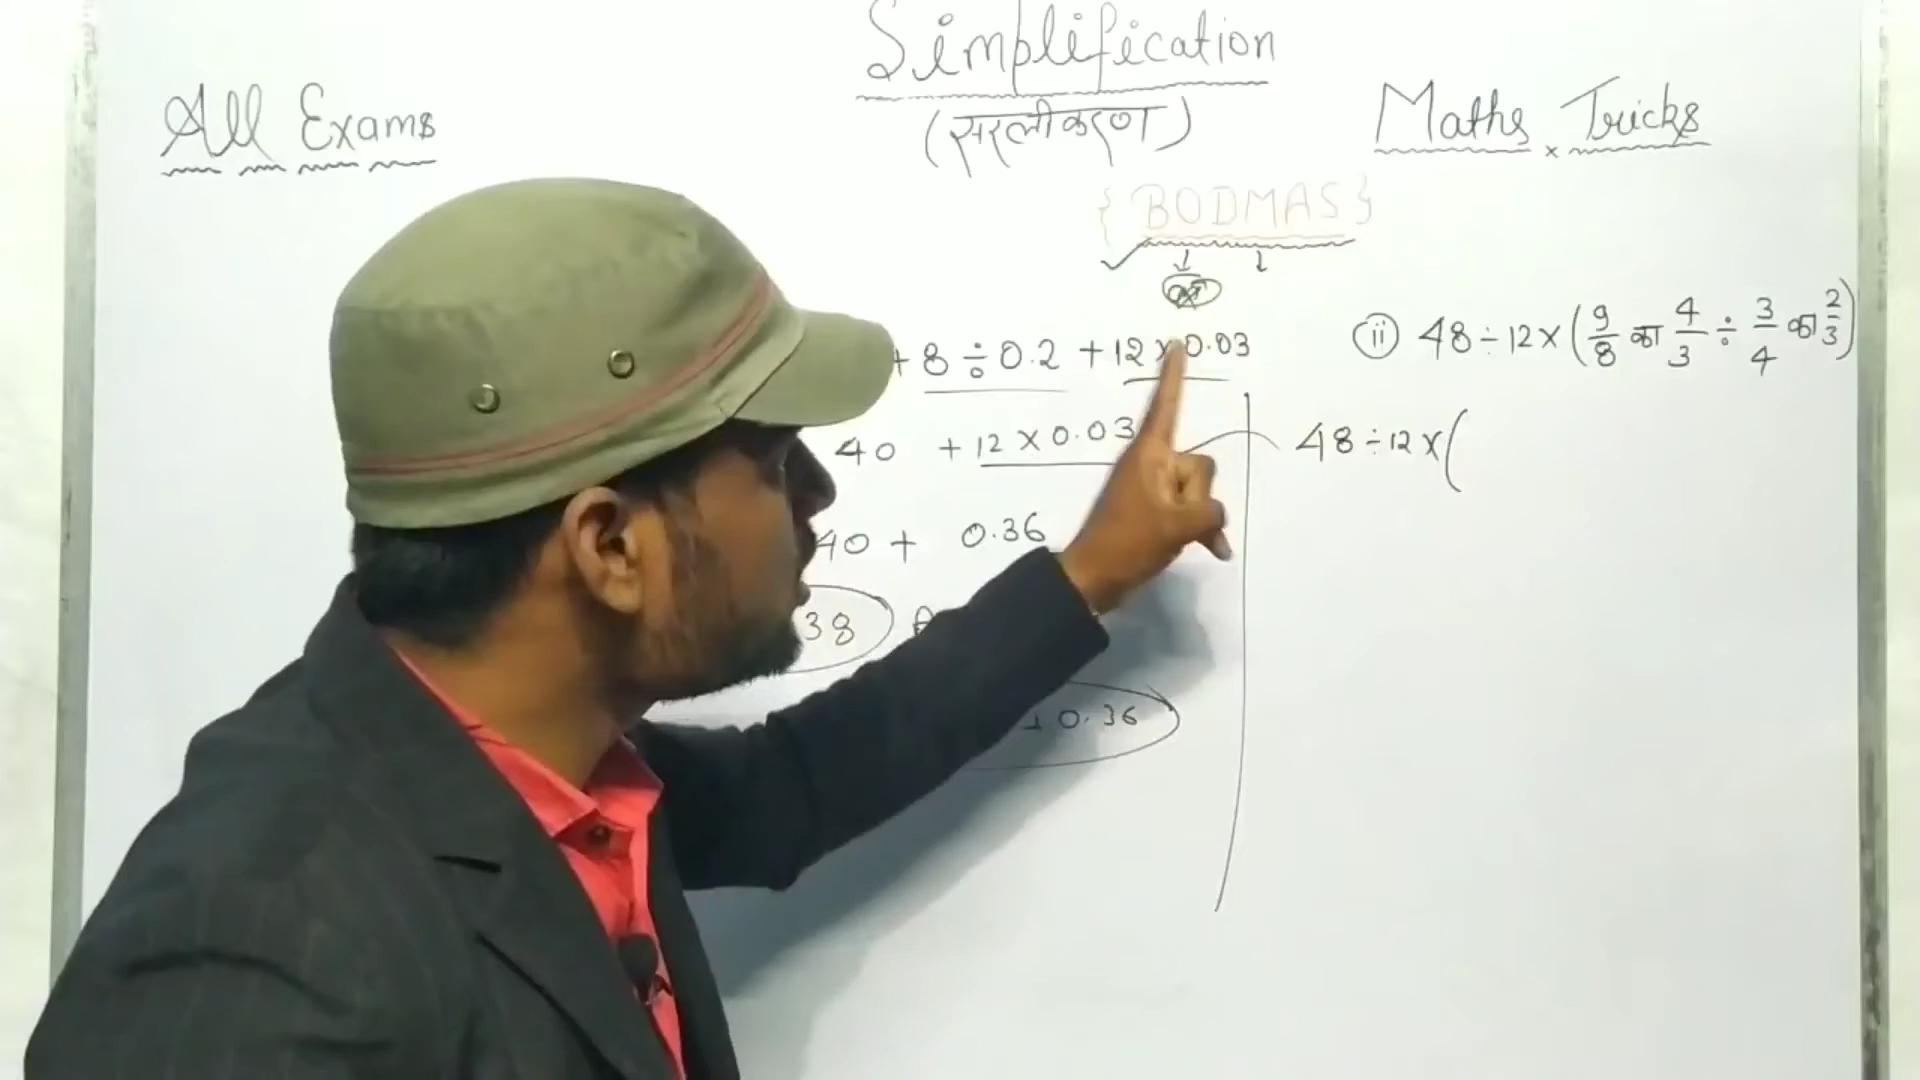 Simplification
(सरलीकरण)
All Exams
Maths × Tricks
{BODMAS}
+ 8 ÷ 0.2 + 12 × 0.03
40 + 12 × 0.03
40 + 0.36
38
+ 0.36
(ii) 48 ÷ 12 × (9/8 का 4/3 ÷ 3/4 का 2/3)
48 ÷ 12 × (